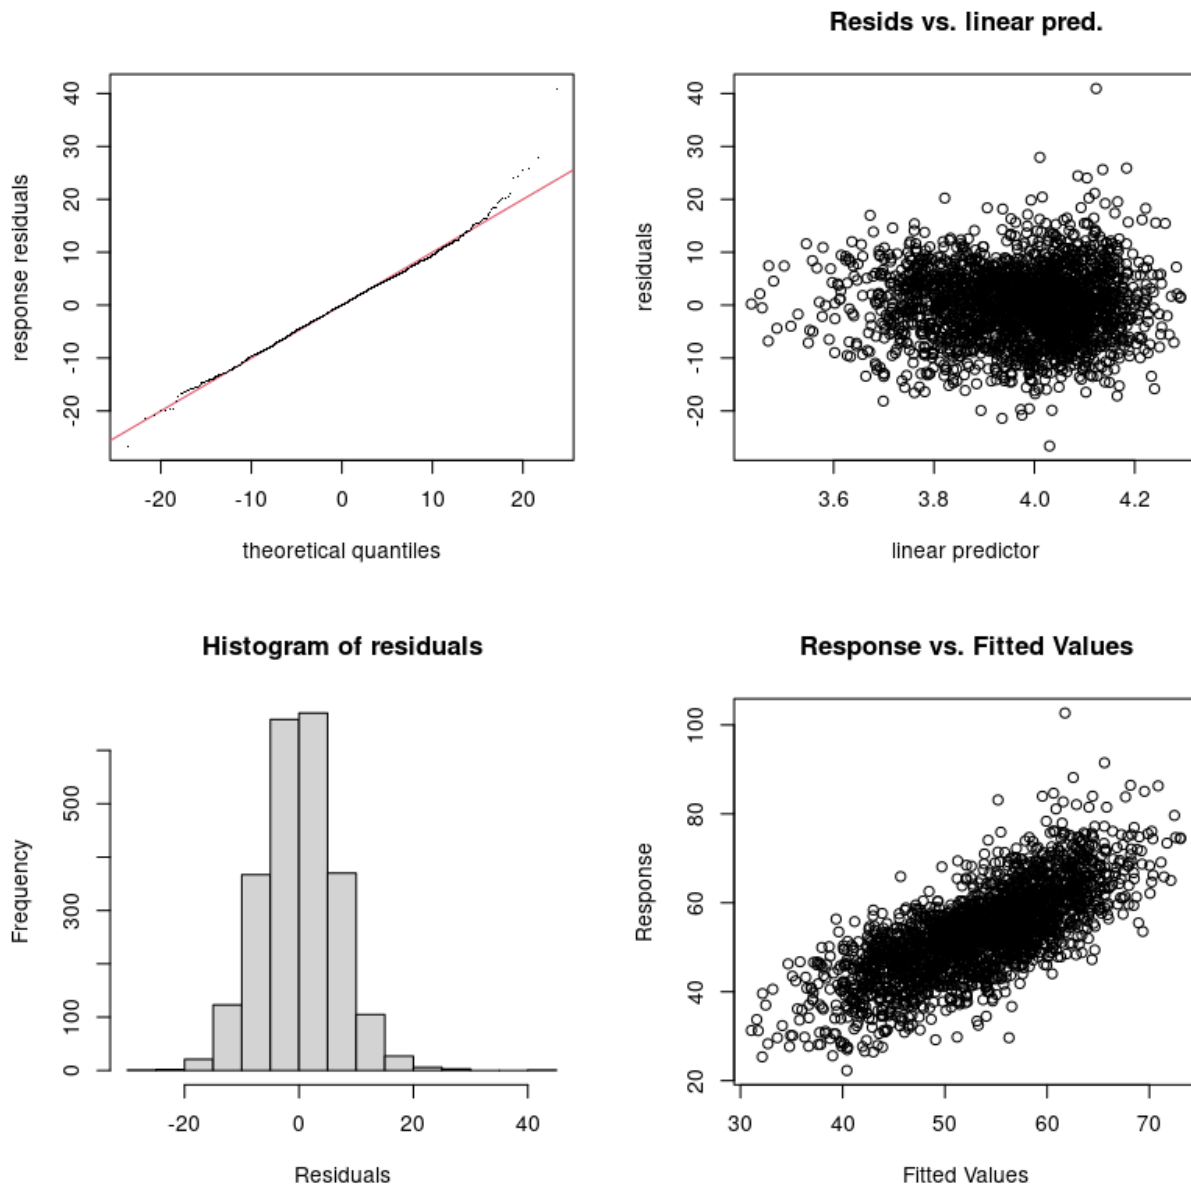 response residuals
40
30
20
10
0
-10
-20
-20 -10 0 10 20
theoretical quantiles
Resids vs. linear pred.
residuals
40
30
20
10
0
-10
-20
3.6 3.8 4.0 4.2
linear predictor
Histogram of residuals
Frequency
500
300
100
0
-20 0 20 40
Residuals
Response vs. Fitted Values
Response
100
80
60
40
20
30 40 50 60 70
Fitted Values